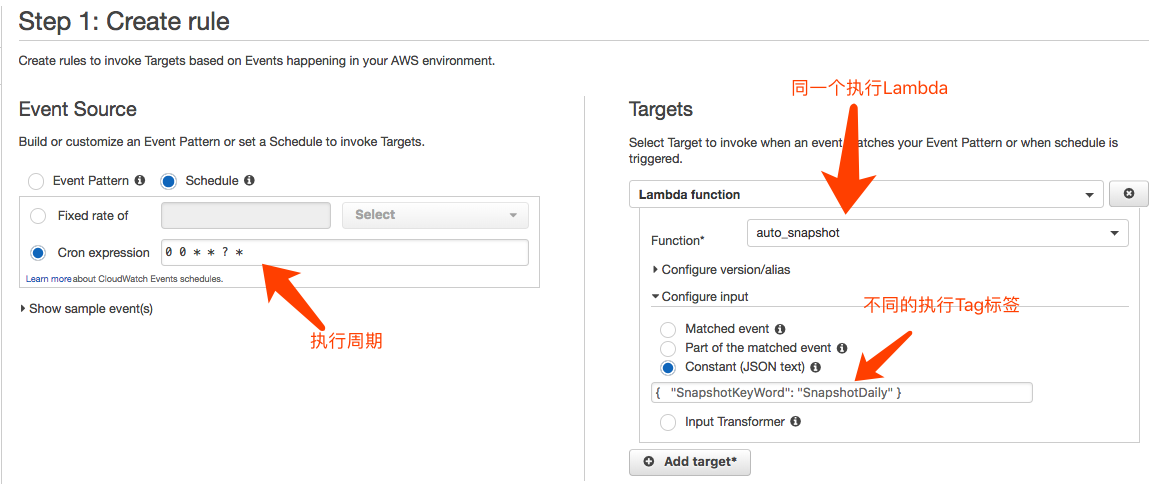 Step 1: Create rule
Create rules to invoke Targets based on Events happening in your AWS environment.
Event Source
Build or customize an Event Pattern or set a Schedule to invoke Targets.
Event Pattern
Schedule
Fixed rate of
Select
Cron expression
0 0 * * ? *
Learn more about CloudWatch Events schedules.
Show sample event(s)
执行周期
同一个执行Lambda
Targets
Select Target to invoke when an event matches your Event Pattern or when schedule is
triggered.
Lambda function
Function*
auto_snapshot
Configure version/alias
Configure input
不同的执行Tag标签
Matched event
Part of the matched event
Constant (JSON text)
{ "SnapshotKeyWord": "SnapshotDaily" }
Input Transformer
Add target*